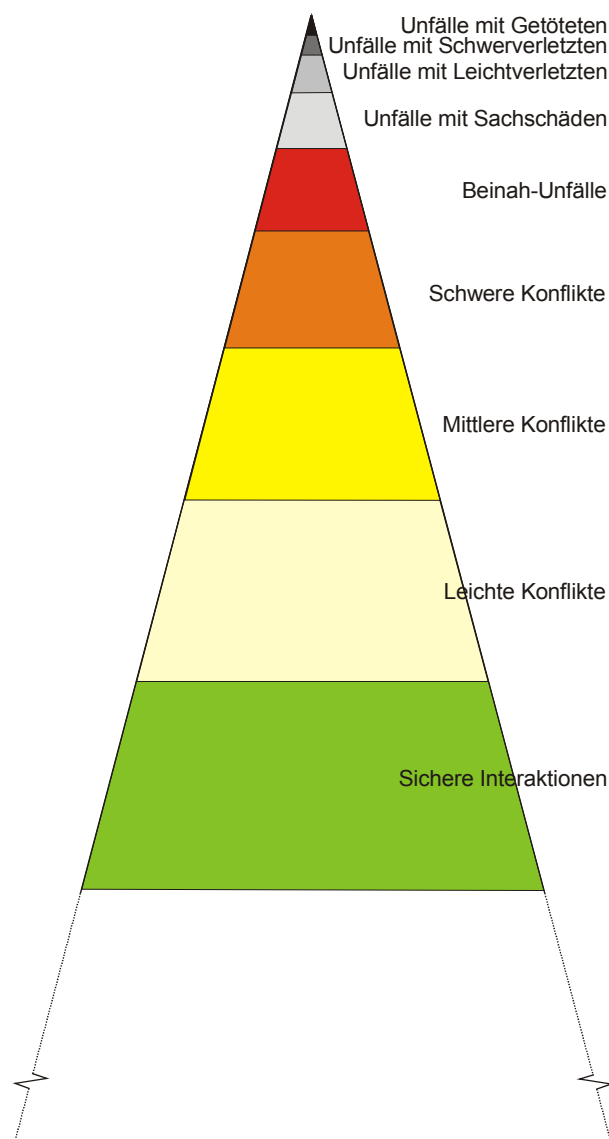 Unfälle mit Getöteten
Unfälle mit Schwerverletzten
Unfälle mit Leichtverletzten
Unfälle mit Sachschäden
Beinah-Unfälle
Schwere Konflikte
Mittlere Konflikte
Leichte Konflikte
Sichere Interaktionen